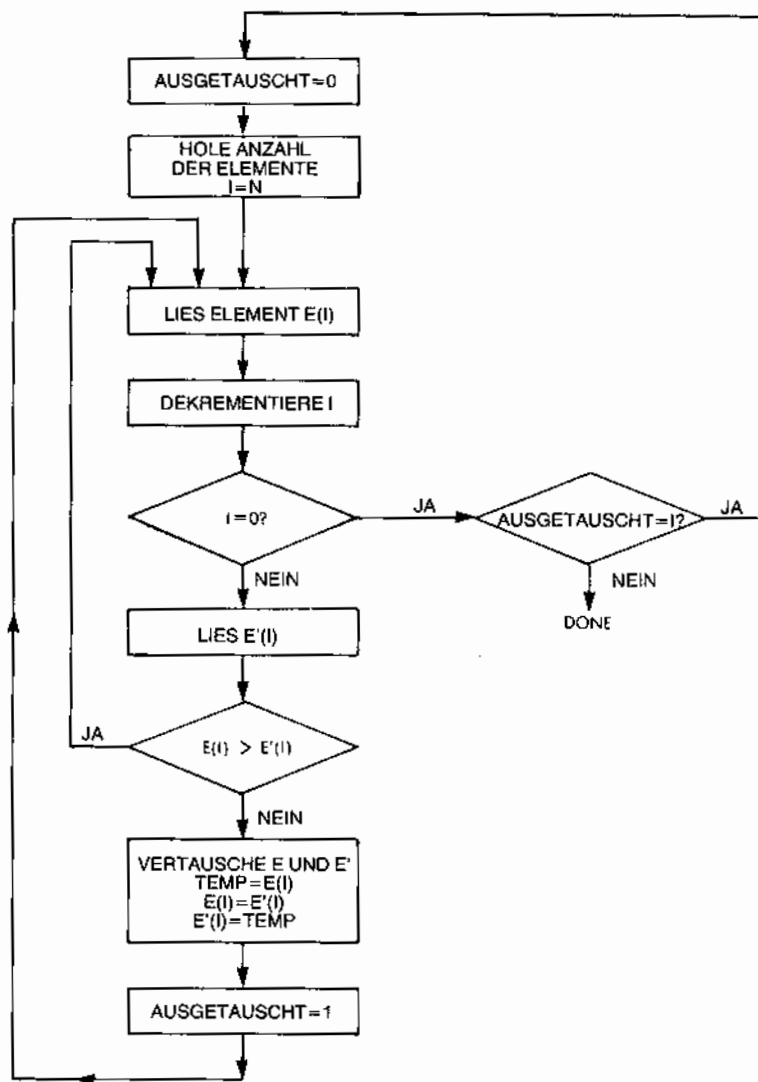 AUSGETAUSCHT=0
HOLE ANZAHL
DER ELEMENTE
I=N
LIES ELEMENT E(I)
DEKREMENTIERE I
I=0?
JA
AUSGETAUSCHT=I?
JA
NEIN
NEIN
DONE
LIES E'(I)
JA
E(I) > E'(I)
NEIN
VERTAUSCHE E UND E'
TEMP=E(I)
E(I)=E'(I)
E'(I)=TEMP
AUSGETAUSCHT=1